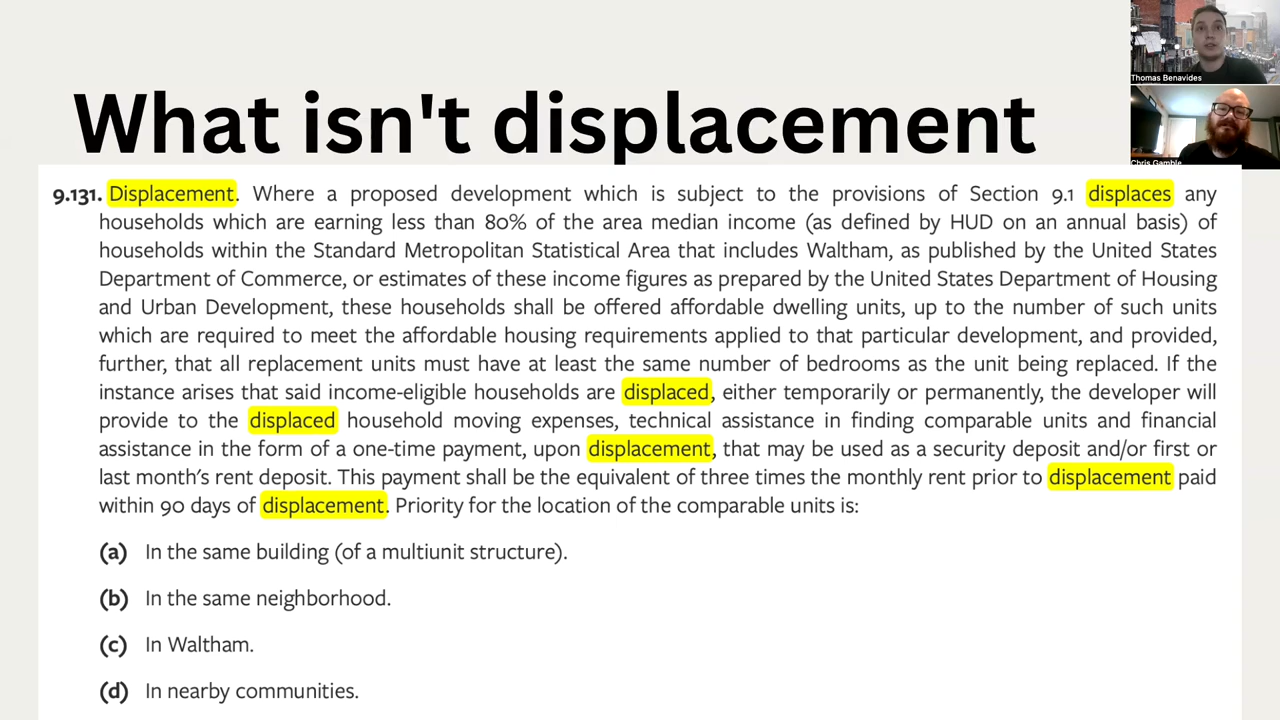 What isn't displacement
Thomas Benavides
Chris Gamble
9.131. Displacement. Where a proposed development which is subject to the provisions of Section 9.1 displaces any
households which are earning less than 80% of the area median income (as defined by HUD on an annual basis) of
households within the Standard Metropolitan Statistical Area that includes Waltham, as published by the United States
Department of Commerce, or estimates of these income figures as prepared by the United States Department of Housing
and Urban Development, these households shall be offered affordable dwelling units, up to the number of such units
which are required to meet the affordable housing requirements applied to that particular development, and provided,
further, that all replacement units must have at least the same number of bedrooms as the unit being replaced. If the
instance arises that said income-eligible households are displaced, either temporarily or permanently, the developer will
provide to the displaced household moving expenses, technical assistance in finding comparable units and financial
assistance in the form of a one-time payment, upon displacement, that may be used as a security deposit and/or first or
last month's rent deposit. This payment shall be the equivalent of three times the monthly rent prior to displacement paid
within 90 days of displacement. Priority for the location of the comparable units is:
(a) In the same building (of a multiunit structure).
(b) In the same neighborhood.
(c) In Waltham.
(d) In nearby communities.